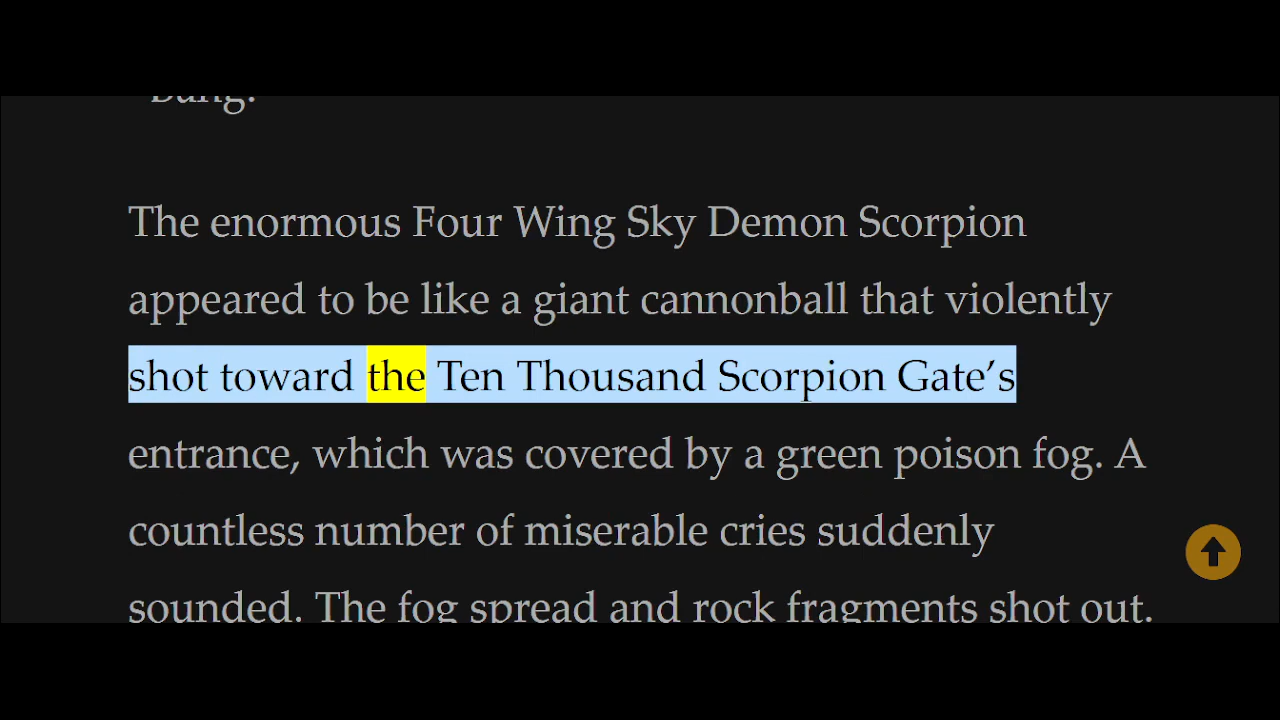 Bang!
The enormous Four Wing Sky Demon Scorpion
appeared to be like a giant cannonball that violently
shot toward the Ten Thousand Scorpion Gate’s
entrance, which was covered by a green poison fog. A
countless number of miserable cries suddenly
sounded. The fog spread and rock fragments shot out.